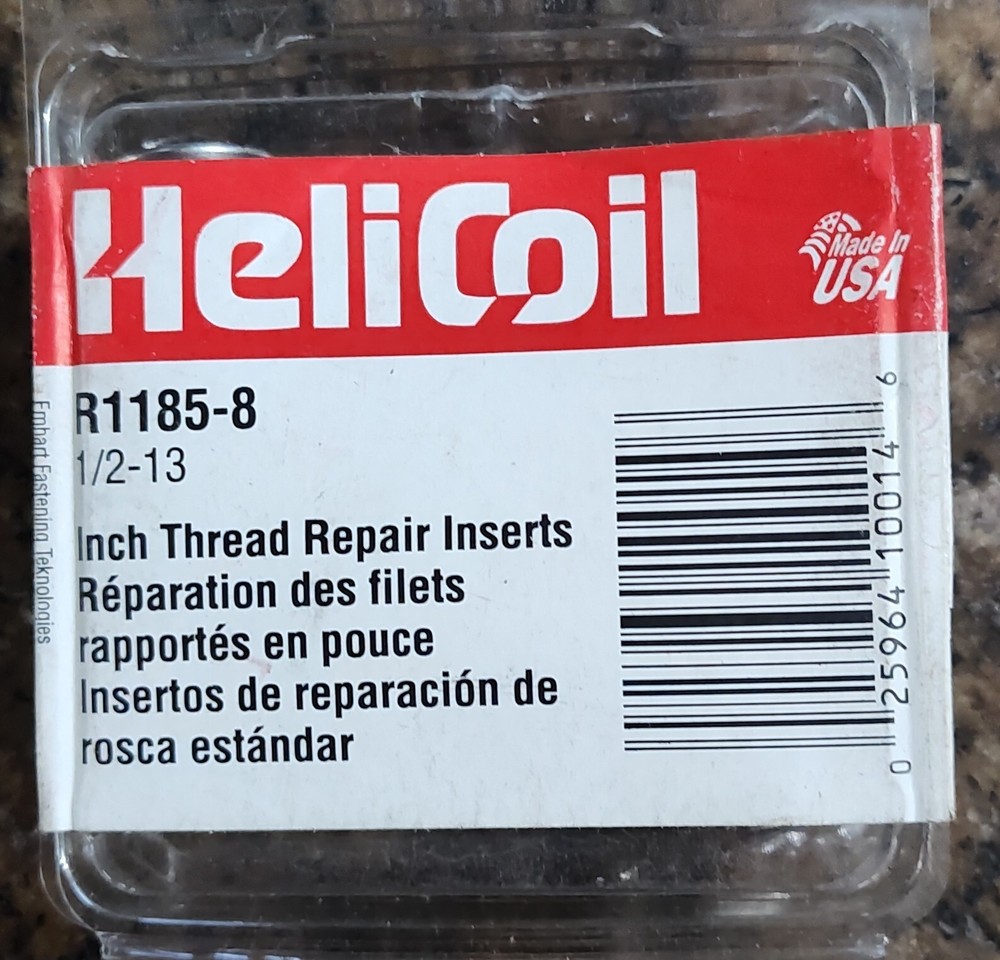 HeliCoil
Made In
USA
R1185-8
1/2-13
Inch Thread Repair Inserts
Réparation des filets
rapportés en pouce
Insertos de reparación de
rosca estándar
Emhart Fastening Teknologies
0 25964 10014 6